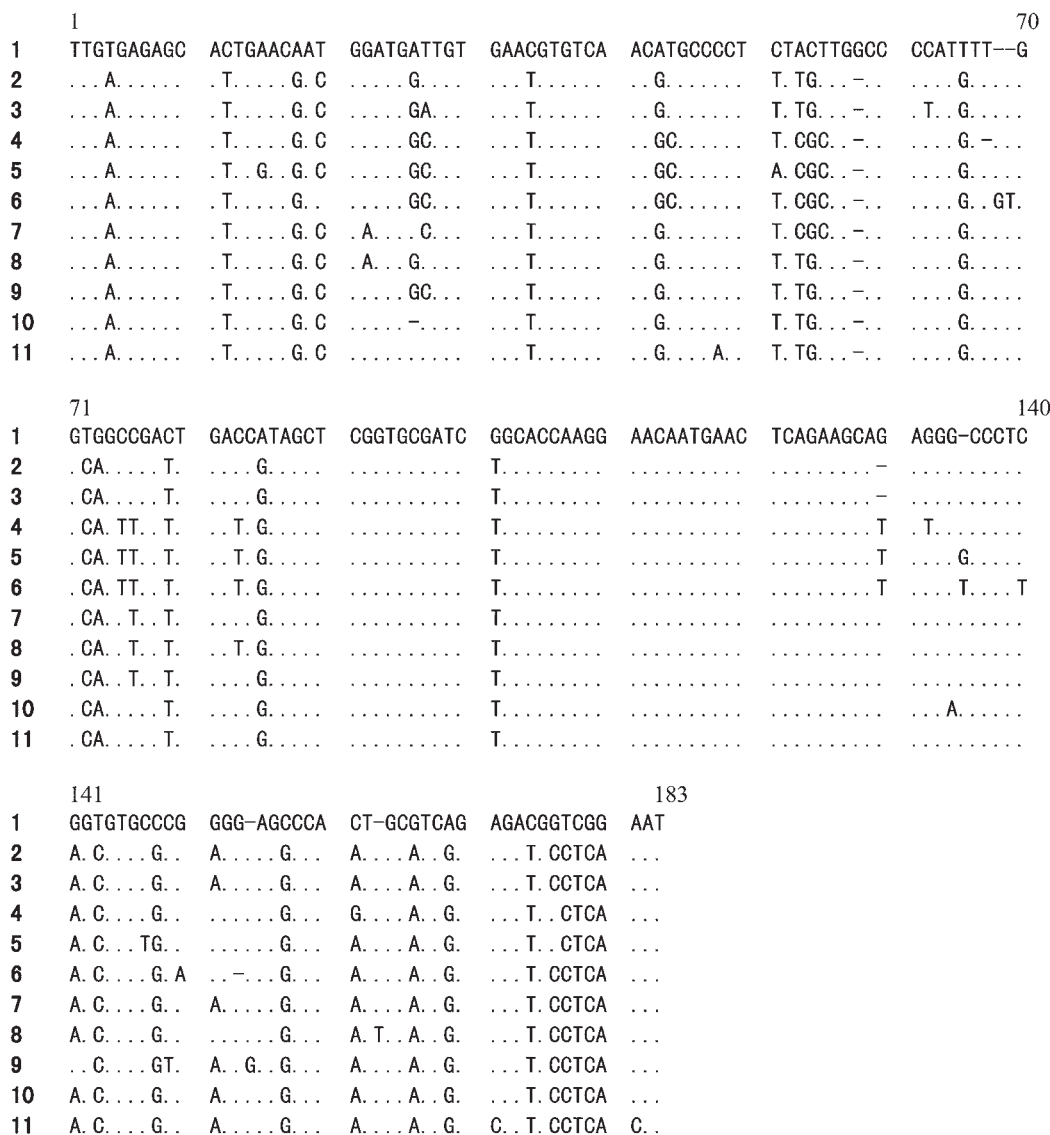 1 70
1 TTGTGAGAGC ACTGAACAAT GGATGATTGT GAACGTGTCA ACATGCCCCT CTACTTGGCC CCATTTT--G
2 ...A...... .T.....G.C .....G.... ...T...... ..G....... T.TG...-.. ....G.....
3 ...A...... .T.....G.C .....GA... ...T...... ..G....... T.TG...-.. .T..G.....
4 ...A...... .T.....G.C .....GC... ...T...... ..GC...... T.CGC..-.. ....G.-...
5 ...A...... .T..G..G.C .....GC... ...T...... ..GC...... A.CGC..-.. ....G.....
6 ...A...... .T.....G.. .....GC... ...T...... ..GC...... T.CGC..-.. ....G..GT.
7 ...A...... .T.....G.C .A....C... ...T...... ..G....... T.CGC..-.. ....G.....
8 ...A...... .T.....G.C .A...G.... ...T...... ..G....... T.TG...-.. ....G.....
9 ...A...... .T.....G.C .....GC... ...T...... ..G....... T.TG...-.. ....G.....
10 ...A...... .T.....G.C .....-.... ...T...... ..G....... T.TG...-.. ....G.....
11 ...A...... .T.....G.C .......... ...T...... ..G....A.. T.TG...-.. ....G.....
71 140
1 GTGGCCGACT GACCATAGCT CGGTGCGATC GGCACCAAGG AACAATGAAC TCAGAAGCAG AGGG-CCCTC
2 .CA.....T. ....G..... .......... T......... .......... .........- ..........
3 .CA.....T. ....G..... .......... T......... .......... .........- ..........
4 .CA.TT..T. ..T.G..... .......... T......... .......... .........T .T........
5 .CA.TT..T. ..T.G..... .......... T......... .......... .........T ....G.....
6 .CA.TT..T. ..T.G..... .......... T......... .......... .........T ....T....T
7 .CA..T..T. ....G..... .......... T......... .......... .......... ..........
8 .CA..T..T. ..T.G..... .......... T......... .......... .......... ..........
9 .CA..T..T. ....G..... .......... T......... .......... .......... ..........
10 .CA.....T. ....G..... .......... T......... .......... .......... ...A......
11 .CA.....T. ....G..... .......... T......... .......... .......... ..........
141 183
1 GGTGTGCCCG GGG-AGCCCA CT-GCGTCAG AGACGGTCGG AAT
2 A.C....G.. A.....G... A....A..G. ...T.CCTCA ...
3 A.C....G.. A.....G... A....A..G. ...T.CCTCA ...
4 A.C....G.. ......G... G....A..G. ...T..CTCA ...
5 A.C...TG.. ......G... A....A..G. ...T..CTCA ...
6 A.C....G.A ..-...G... A....A..G. ...T.CCTCA ...
7 A.C....G.. A.....G... A....A..G. ...T.CCTCA ...
8 A.C....G.. ......G... A.T..A..G. ...T.CCTCA ...
9 ..C....GT. A..G..G... A....A..G. ...T.CCTCA ...
10 A.C....G.. A.....G... A....A..G. ...T.CCTCA ...
11 A.C....G.. A.....G... A....A..G. C..T.CCTCA C..